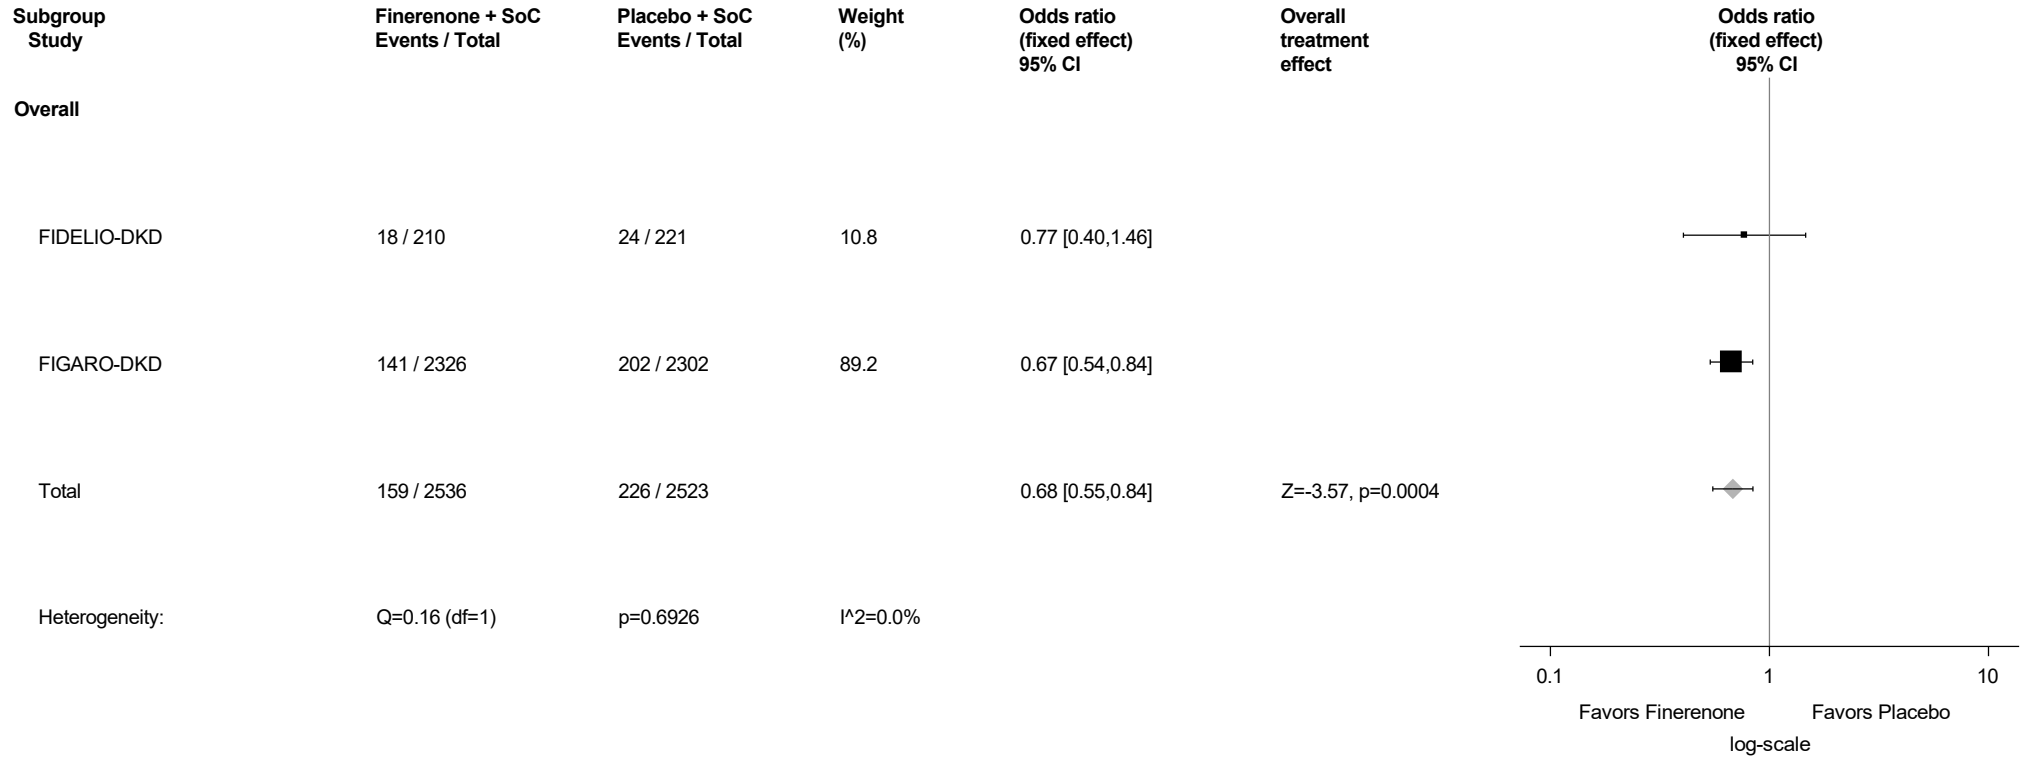 Subgroup Finerenone + SoC Placebo + SoC Weight Odds ratio Overall Odds ratio
Study Events / Total Events / Total (%) (fixed effect) treatment (fixed effect)
95% CI effect 95% CI
Overall
FIDELIO-DKD 18 / 210 24 / 221 10.8 0.77 [0.40,1.46]
FIGARO-DKD 141 / 2326 202 / 2302 89.2 0.67 [0.54,0.84]
Total 159 / 2536 226 / 2523 0.68 [0.55,0.84] Z=-3.57, p=0.0004
Heterogeneity: Q=0.16 (df=1) p=0.6926 I^2=0.0%
0.1 1 10
Favors Finerenone Favors Placebo
log-scale